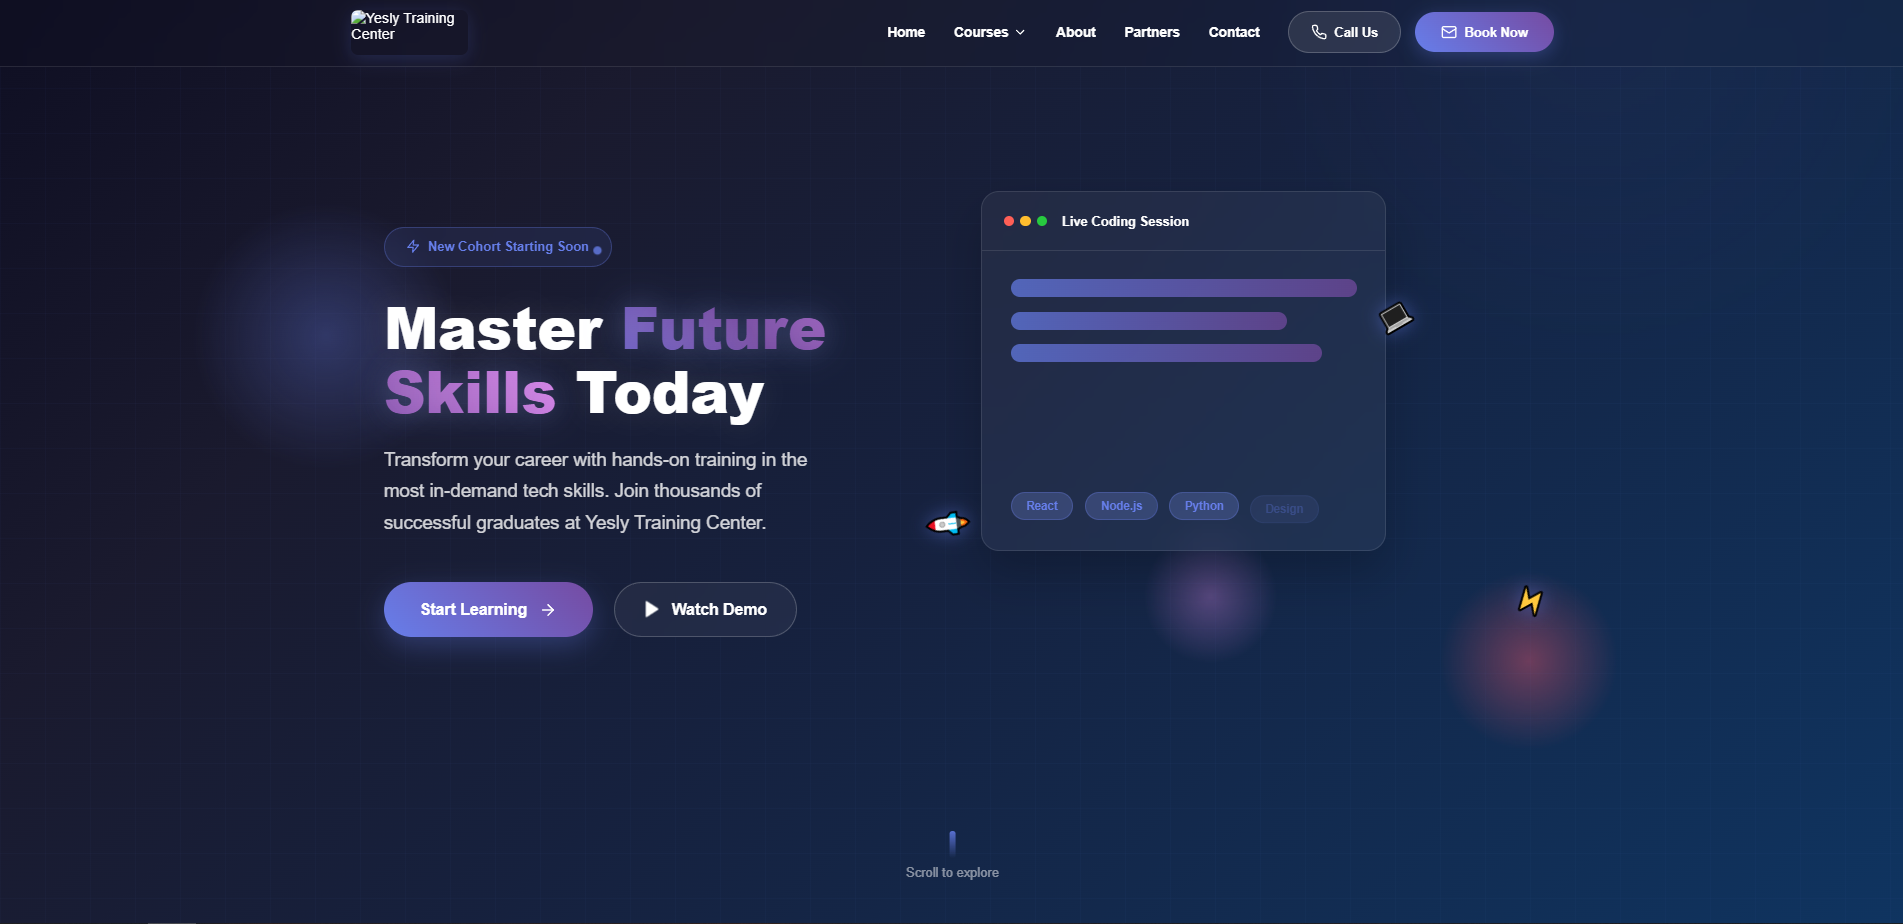 Yesly Training
Center
Home
Courses
About
Partners
Contact
Call Us
Book Now
New Cohort Starting Soon
Master Future
Skills Today
Transform your career with hands-on training in the
most in-demand tech skills. Join thousands of
successful graduates at Yesly Training Center.
Start Learning
Watch Demo
Live Coding Session
React
Node.js
Python
Design
Scroll to explore